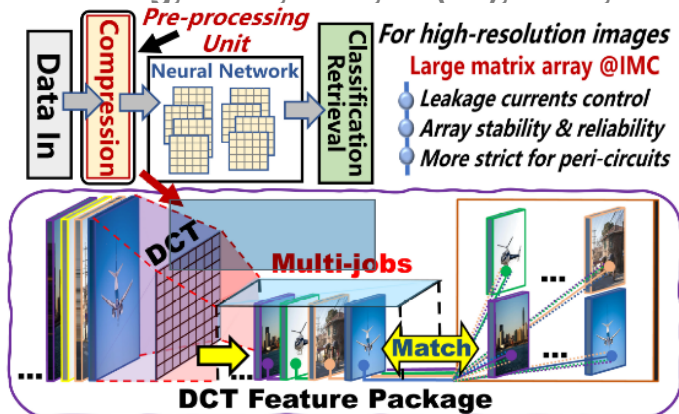 Pre-processing
Unit
Data In
Compression
Neural Network
Classification
Retrieval
For high-resolution images
Large matrix array @IMC
Leakage currents control
Array stability & reliability
More strict for peri-circuits
DCT
Multi-jobs
...
...
...
...
Match
DCT Feature Package